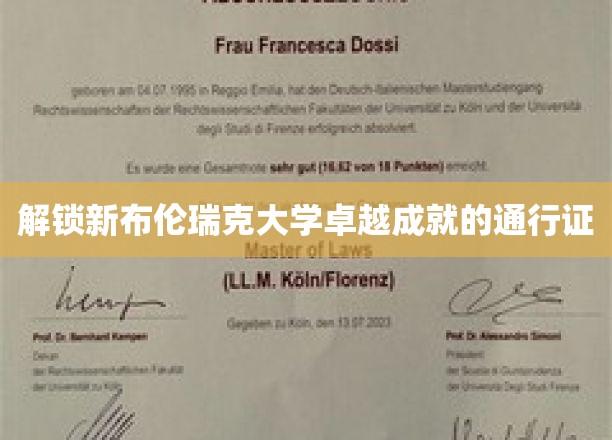 Frau Francesca Dossi
geboren am 04.07.1995 in Reggio Emilia, hat den Deutsch-Italienischen Masterstudiengang
Rechtswissenschaften der Rechtswissenschaftlichen Fakultäten der Universität zu Köln und der Università
degli Studi di Firenze erfolgreich absolviert.
Es wurde eine Gesamtnote sehr gut (16,62 von 18 Punkten) erreicht.
解锁新布伦瑞克大学卓越成就的通行证
Master of Laws
(LL.M. Köln/Florenz)
Gegeben zu Köln, den 13.07.2023
Prof. Dr. Bernhard Kempen
Dekan
der Rechtswissenschaftlichen Fakultät
der Universität zu Köln
Prof. Dr. Alessandro Simoni
Präsident
der Scuola di Giurisprudenza
der Università Degli Studi Firenze